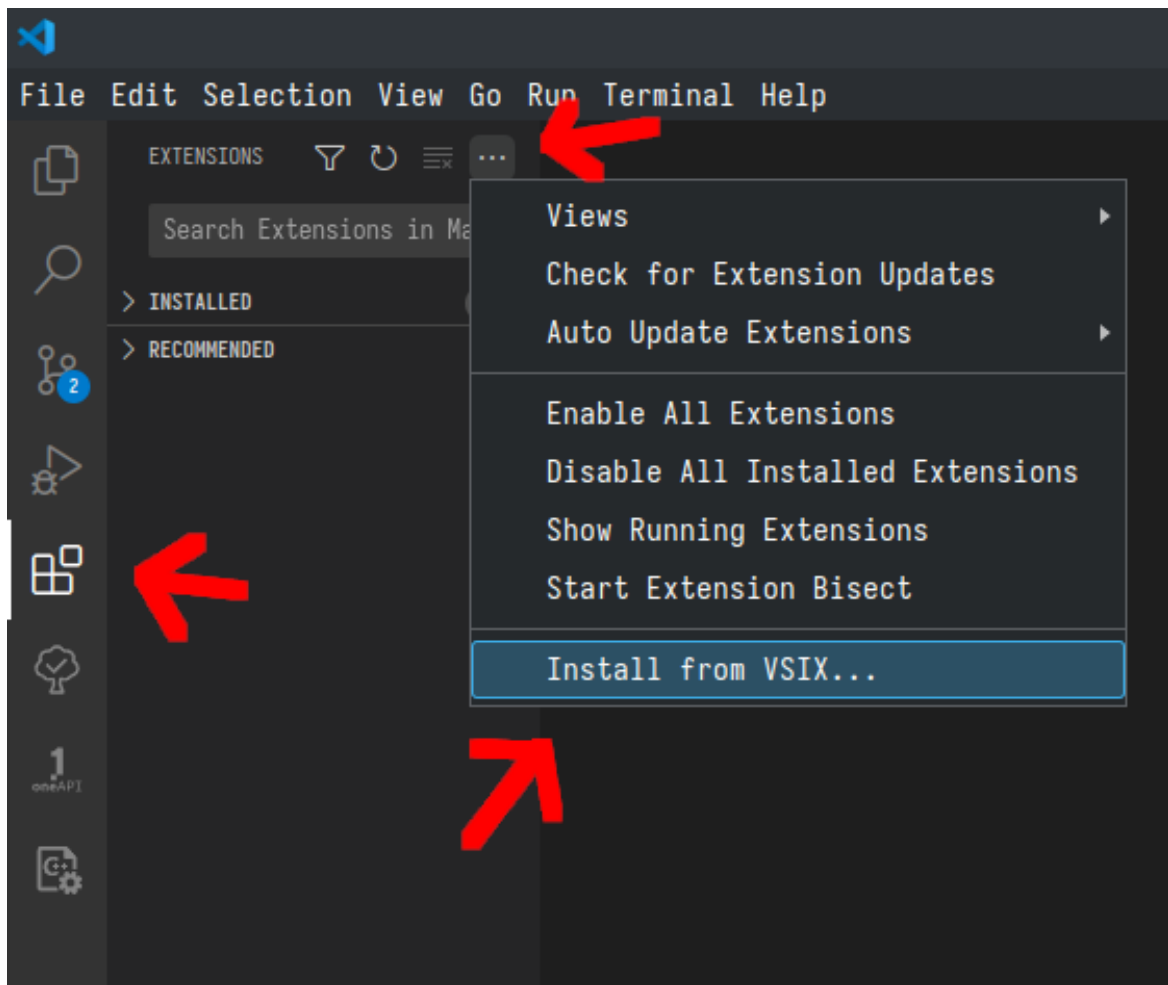 File Edit Selection View Go Run Terminal Help
EXTENSIONS
Search Extensions in Ma
INSTALLED
RECOMMENDED
2
1
oneAPI
C++
Views
Check for Extension Updates
Auto Update Extensions
Enable All Extensions
Disable All Installed Extensions
Show Running Extensions
Start Extension Bisect
Install from VSIX...